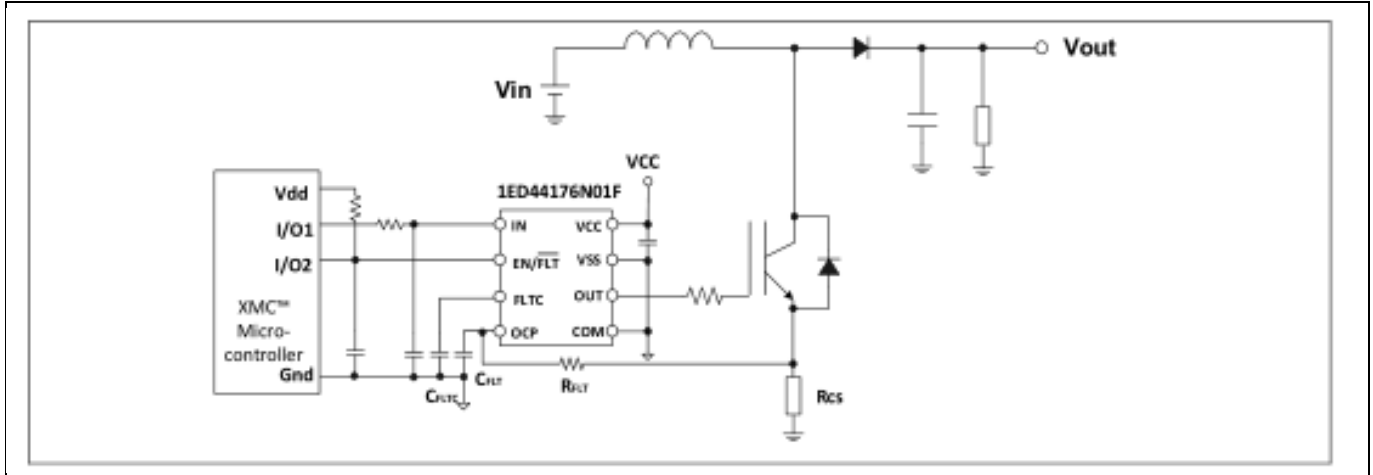 Vout
Vin
VCC
1ED44176N01F
Vdd
I/O1
I/O2
XMC™
Micro-
controller
Gnd
IN
EN/FLT
FLTC
OCP
VCC
VSS
OUT
COM
CFLTC
CFLT
RFLT
Rcs